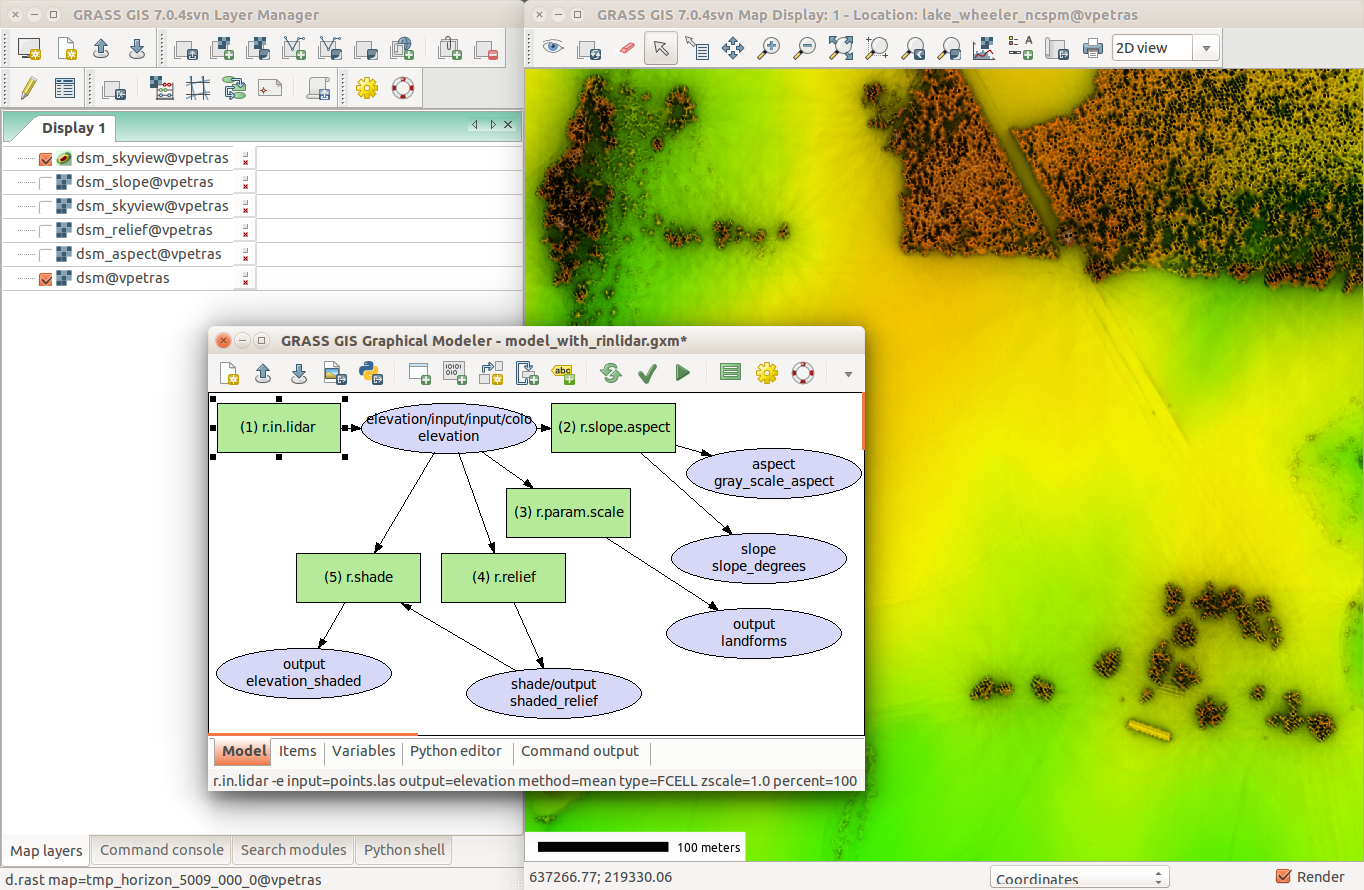 GRASS GIS 7.0.4svn Layer Manager
GRASS GIS 7.0.4svn Map Display: 1 - Location: lake_wheeler_ncspm@vpetras
A
2D view
Display 1
dsm_skyview@vpetras
dsm_slope@vpetras
dsm_skyview@vpetras
dsm_relief@vpetras
dsm_aspect@vpetras
dsm@vpetras
GRASS GIS Graphical Modeler - model_with_rinlidar.gxm*
abc
(1) r.in.lidar
elevation/input/input/colo
elevation
(2) r.slope.aspect
aspect
gray_scale_aspect
(3) r.param.scale
slope
slope_degrees
(5) r.shade
(4) r.relief
output
landforms
output
elevation_shaded
shade/output
shaded_relief
Model Items Variables Python editor Command output
r.in.lidar -e input=points.las output=elevation method=mean type=FCELL zscale=1.0 percent=100
100 meters
Map layers Command console Search modules Python shell
d.rast map=tmp_horizon_5009_000_0@vpetras
637266.77; 219330.06
Coordinates
Render